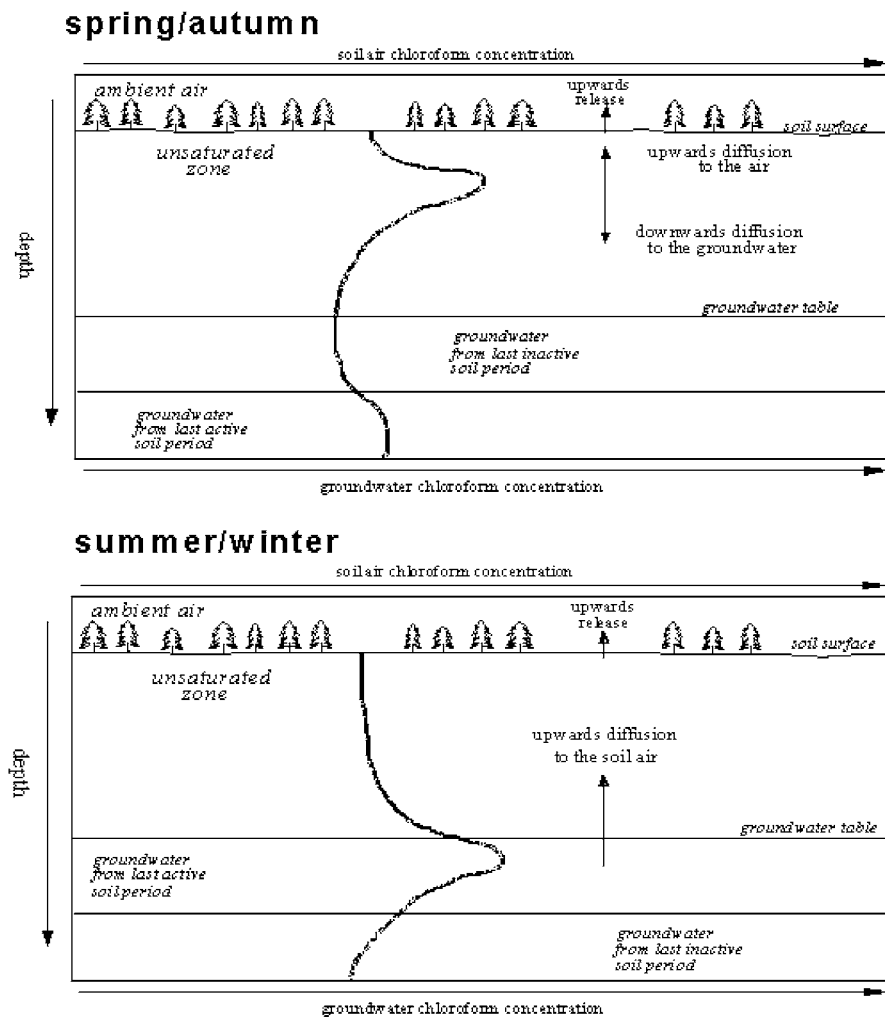 spring/autumn
soil air chloroform concentration
ambient air
upwards
release
soil surface
unsaturated
zone
upwards diffusion
to the air
depth
downwards diffusion
to the groundwater
groundwater table
groundwater
from last inactive
soil period
groundwater
from last active
soil period
groundwater chloroform concentration
summer/winter
soil air chloroform concentration
ambient air
upwards
release
soil surface
unsaturated
zone
upwards diffusion
to the soil air
depth
groundwater table
groundwater
from last active
soil period
groundwater
from last inactive
soil period
groundwater chloroform concentration